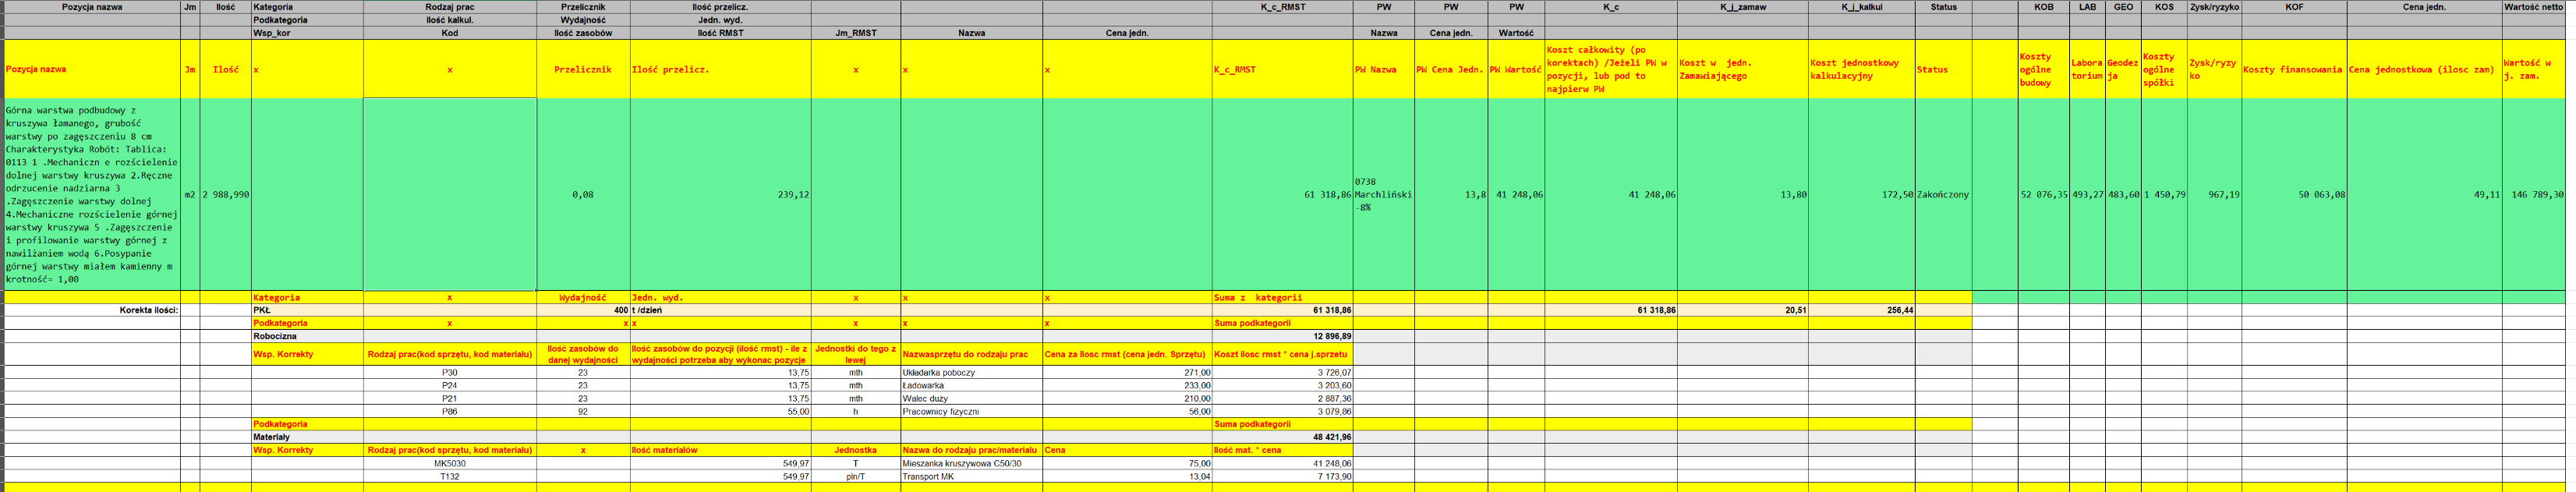 Pozycja nazwa Jm Ilość Kategoria Rodzaj prac Przelicznik Ilość przelicz. K_c_RMST PW PW PW K_c K_j_zamaw K_j_kalkul Status KOB LAB GEO KOS Zysk/ryzyko KOF Cena jedn. Wartość netto
Podkategoria Ilość kalkul. Wydajność Jedn. wyd.
Wsp_kor Kod Ilość zasobów Ilość RMST Jm_RMST Nazwa Cena jedn. Nazwa Cena jedn. Wartość
Pozycja nazwa Jm Ilość x x Przelicznik Ilość przelicz. x x x K_c_RMST PW Nazwa PW Cena Jedn. PW Wartość
Koszt całkowity (po
korektach) /Jeżeli PW w
pozycji, lub pod to
najpierw PW
Koszt w jedn.
Zamawiającego
Koszt jednostkowy
kalkulacyjny
Status
Koszty
ogólne
budowy
Labora
torium
Geodez
ja
Koszty
ogólne
spółki
Zysk/ryzy
ko
Koszty finansowania
Cena jednostkowa (ilosc zam)
Wartość w
j. zam.
Górna warstwa podbudowy z
kruszywa łamanego, grubość
warstwy po zagęszczeniu 8 cm
Charakterystyka Robót: Tablica:
0113 1 .Mechaniczn e rozścielenie
dolnej warstwy kruszywa 2.Ręczne
odrzucenie nadziarna 3
.Zagęszczenie warstwy dolnej
4.Mechaniczne rozścielenie górnej
warstwy kruszywa 5 .Zagęszczenie
i profilowanie warstwy górnej z
nawilżaniem wodą 6.Posypanie
górnej warstwy miałem kamienny m
krotność= 1,00
m2 2 988,990 0,08 239,12 61 318,86
0738
Marchliński
-8%
13,8 41 248,06 41 248,06 13,80 172,50 Zakończony 52 076,35 493,27 483,60 1 450,79 967,19 50 063,08 49,11 146 789,30
Kategoria x Wydajność Jedn. wyd. x x x Suma z kategorii
Korekta ilości: PKŁ 400 t /dzień 61 318,86 61 318,86 20,51 256,44
Podkategoria x x x x x x Suma podkategorii
Robocizna 12 896,89
Wsp. Korrekty Rodzaj prac(kod sprzętu, kod materiału)
Ilość zasobów do
danej wydajności
Ilość zasobów do pozycji (ilość rmst) - ile z
wydajności potrzeba aby wykonac pozycje
Jednostki do tego z
lewej
Nazwasprzętu do rodzaju prac Cena za Ilosc rmst (cena jedn. Sprzętu) Koszt ilosc rmst * cena j.sprzetu
P30 23 13,75 mth Układarka poboczy 271,00 3 726,07
P24 23 13,75 mth Ładowarka 233,00 3 203,60
P21 23 13,75 mth Walec duzy 210,00 2 887,36
P86 92 55,00 h Pracownicy fizyczni 56,00 3 079,86
Podkategoria Suma podkategorii
Materiały 48 421,96
Wsp. Korrekty Rodzaj prac(kod sprzętu, kod materiału) x Ilość materiałów Jednostka Nazwa do rodzaju prac/materialu Cena Ilość mat. * cena
MK5030 549,97 T Mieszanka kruszywowa C50/30 75,00 41 248,06
T132 549,97 pln/T Transport MK 13,04 7 173,90